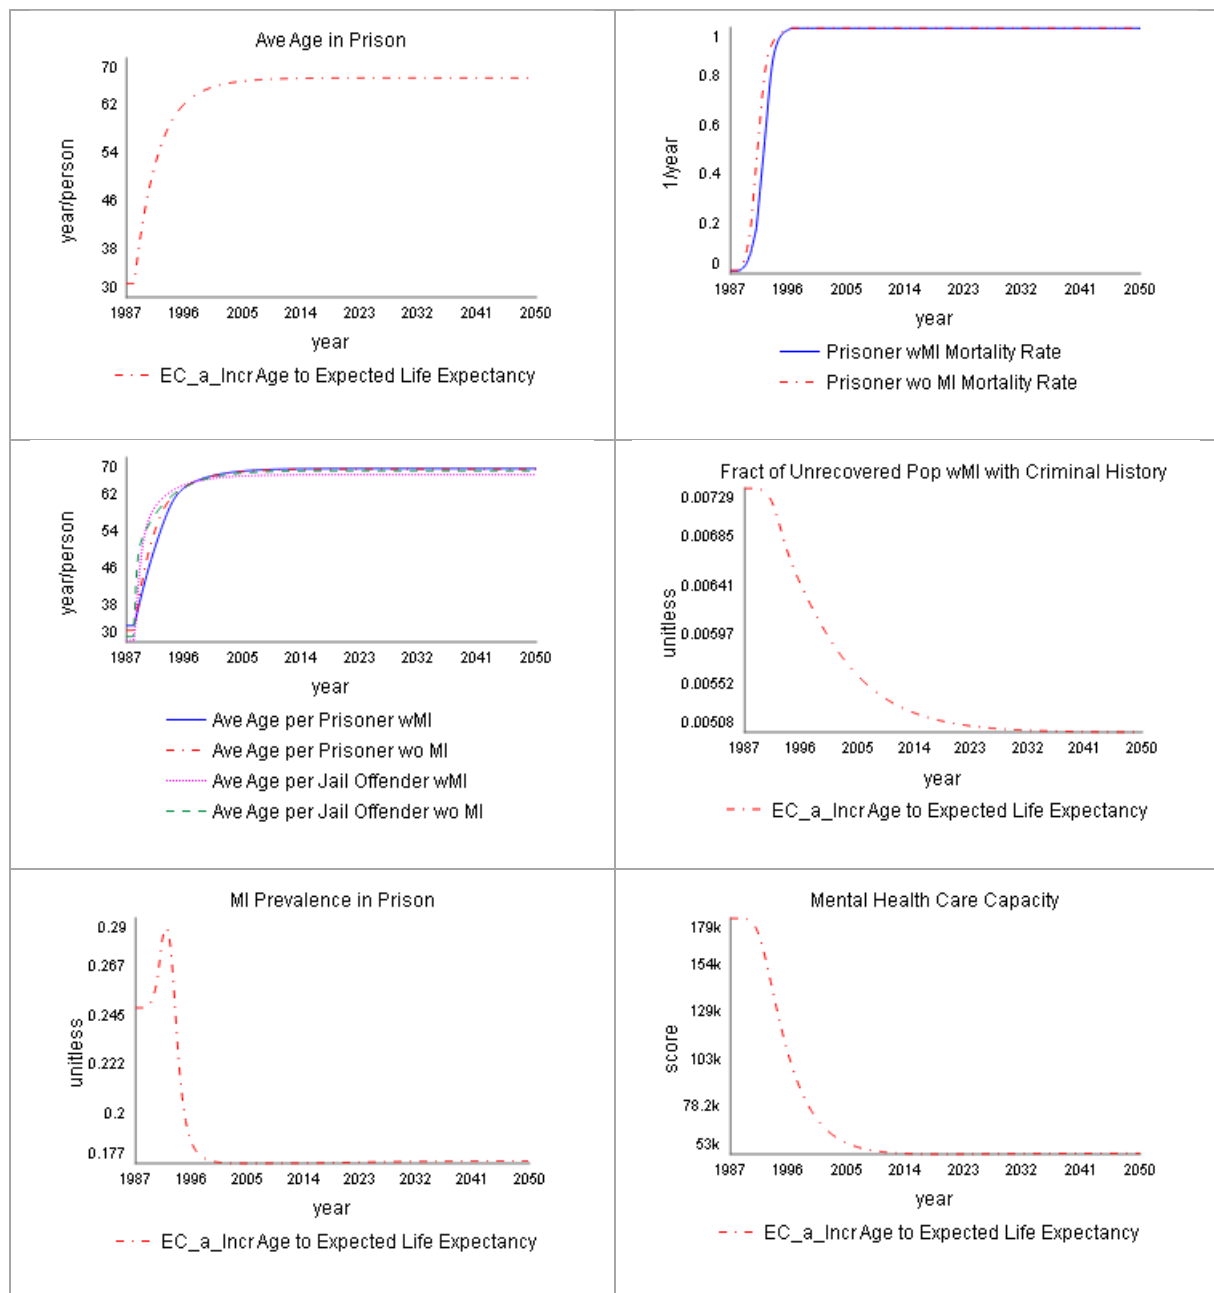 Ave Age in Prison
70
62
54
46
38
30
year/person
1987 1996 2005 2014 2023 2032 2041 2050
year
EC_a_IncrAge to Expected Life Expectancy
1
0.8
0.6
0.4
0.2
0
1/year
1987 1996 2005 2014 2023 2032 2041 2050
year
Prisoner wMI Mortality Rate
Prisoner wo MI Mortality Rate
70
62
54
46
38
30
year/person
1987 1996 2005 2014 2023 2032 2041 2050
year
Ave Age per Prisoner wMI
Ave Age per Prisoner wo MI
Ave Age per Jail Offender wMI
Ave Age per Jail Offender wo MI
Fract of Unrecovered Pop wMI with Criminal History
0.00729
0.00685
0.00641
0.00597
0.00552
0.00508
unitless
1987 1996 2005 2014 2023 2032 2041 2050
year
EC_a_IncrAge to Expected Life Expectancy
MI Prevalence in Prison
0.29
0.267
0.245
0.222
0.2
0.177
unitless
1987 1996 2005 2014 2023 2032 2041 2050
year
EC_a_IncrAge to Expected Life Expectancy
Mental Health Care Capacity
179k
154k
129k
103k
78.2k
53k
score
1987 1996 2005 2014 2023 2032 2041 2050
year
EC_a_IncrAge to Expected Life Expectancy